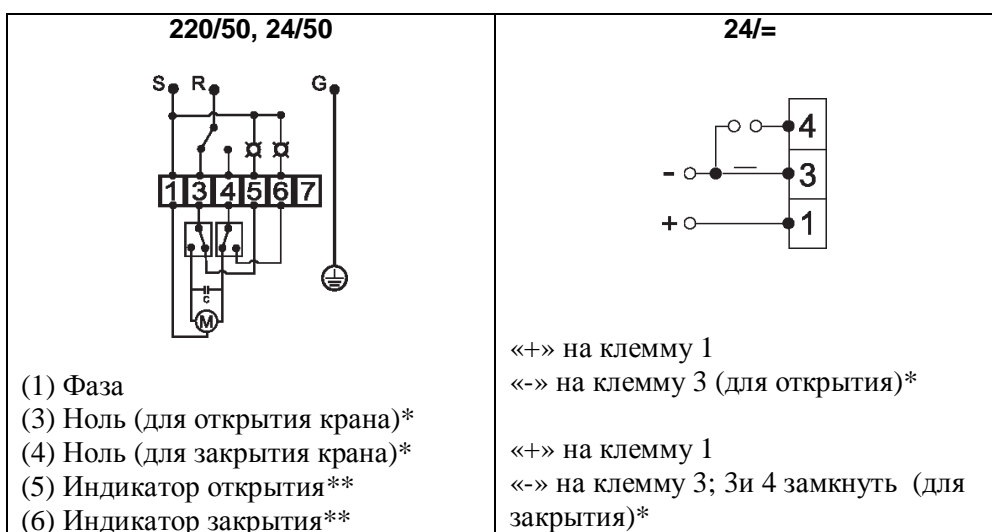 220/50, 24/50
S R G
1 3 4 5 6 7
C
M
(1) Фаза
(3) Ноль (для открытия крана)*
(4) Ноль (для закрытия крана)*
(5) Индикатор открытия**
(6) Индикатор закрытия**
24/=
4
- 3
+ 1
«+» на клемму 1
«-» на клемму 3 (для открытия)*
«+» на клемму 1
«-» на клемму 3; 3и 4 замкнуть (для
закрытия)*